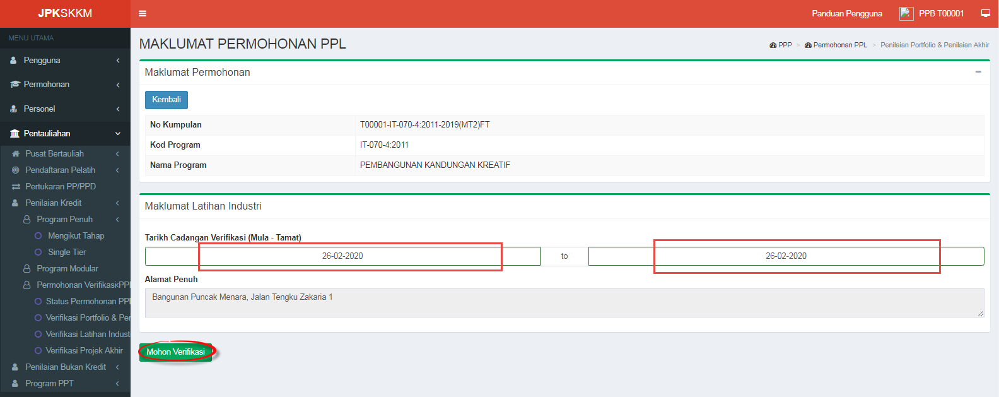 JPKSKKM
Panduan Pengguna
PPB T00001
MENU UTAMA
MAKLUMAT PERMOHONAN PPL
PPP > Permohonan PPL > Penilaian Portfolio & Penilaian Akhir
Pengguna
Permohonan
Personel
Pentauliahan
Pusat Bertauliah
Pendaftaran Pelatih
Pertukaran PP/PPD
Penilaian Kredit
Program Penuh
Mengikut Tahap
Single Tier
Program Modular
Permohonan Verifikasi PPL
Status Permohonan PPL
Verifikasi Portfolio & Per
Verifikasi Latihan Indust
Verifikasi Projek Akhir
Penilaian Bukan Kredit
Program PPT
Maklumat Permohonan
Kembali
No Kumpulan T00001-IT-070-4:2011-2019(MT2)FT
Kod Program IT-070-4:2011
Nama Program PEMBANGUNAN KANDUNGAN KREATIF
Maklumat Latihan Industri
Tarikh Cadangan Verifikasi (Mula - Tamat)
26-02-2020 to 26-02-2020
Alamat Penuh
Bangunan Puncak Menara, Jalan Tengku Zakaria 1
Mohon Verifikasi